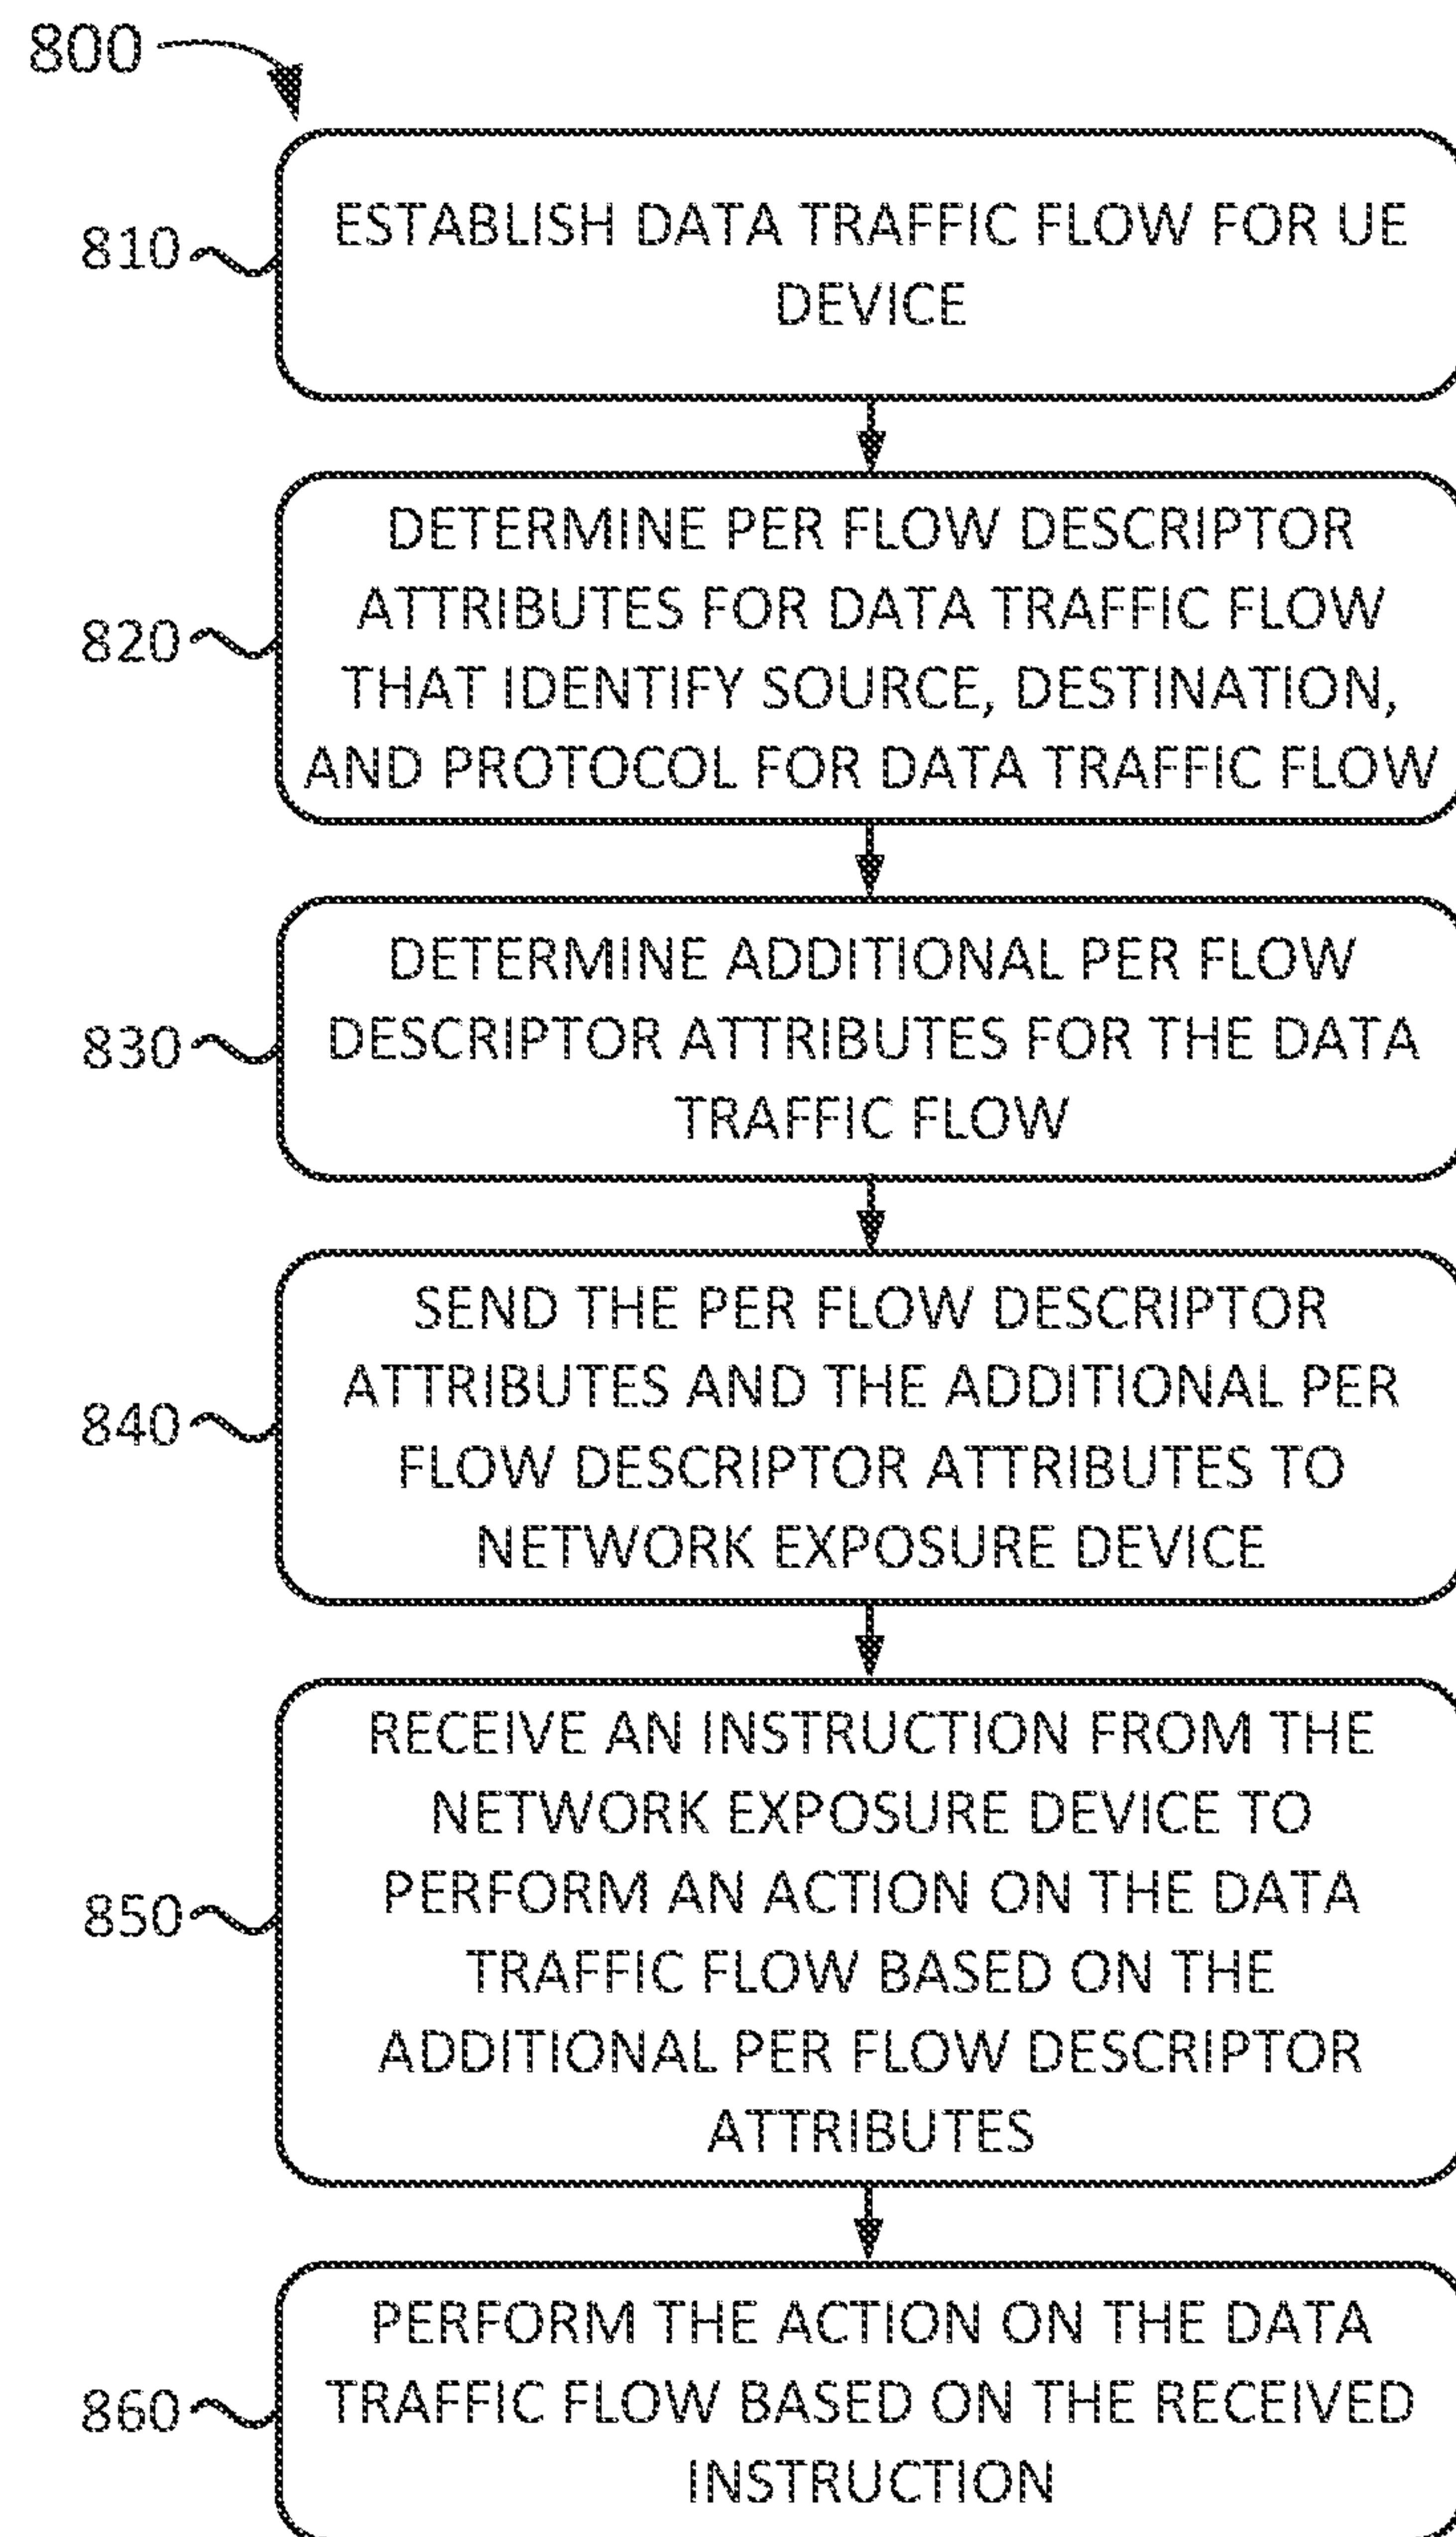 800
810
ESTABLISH DATA TRAFFIC FLOW FOR UE
DEVICE
820
DETERMINE PER FLOW DESCRIPTOR
ATTRIBUTES FOR DATA TRAFFIC FLOW
THAT IDENTIFY SOURCE, DESTINATION,
AND PROTOCOL FOR DATA TRAFFIC FLOW
830
DETERMINE ADDITIONAL PER FLOW
DESCRIPTOR ATTRIBUTES FOR THE DATA
TRAFFIC FLOW
840
SEND THE PER FLOW DESCRIPTOR
ATTRIBUTES AND THE ADDITIONAL PER
FLOW DESCRIPTOR ATTRIBUTES TO
NETWORK EXPOSURE DEVICE
850
RECEIVE AN INSTRUCTION FROM THE
NETWORK EXPOSURE DEVICE TO
PERFORM AN ACTION ON THE DATA
TRAFFIC FLOW BASED ON THE
ADDITIONAL PER FLOW DESCRIPTOR
ATTRIBUTES
860
PERFORM THE ACTION ON THE DATA
TRAFFIC FLOW BASED ON THE RECEIVED
INSTRUCTION